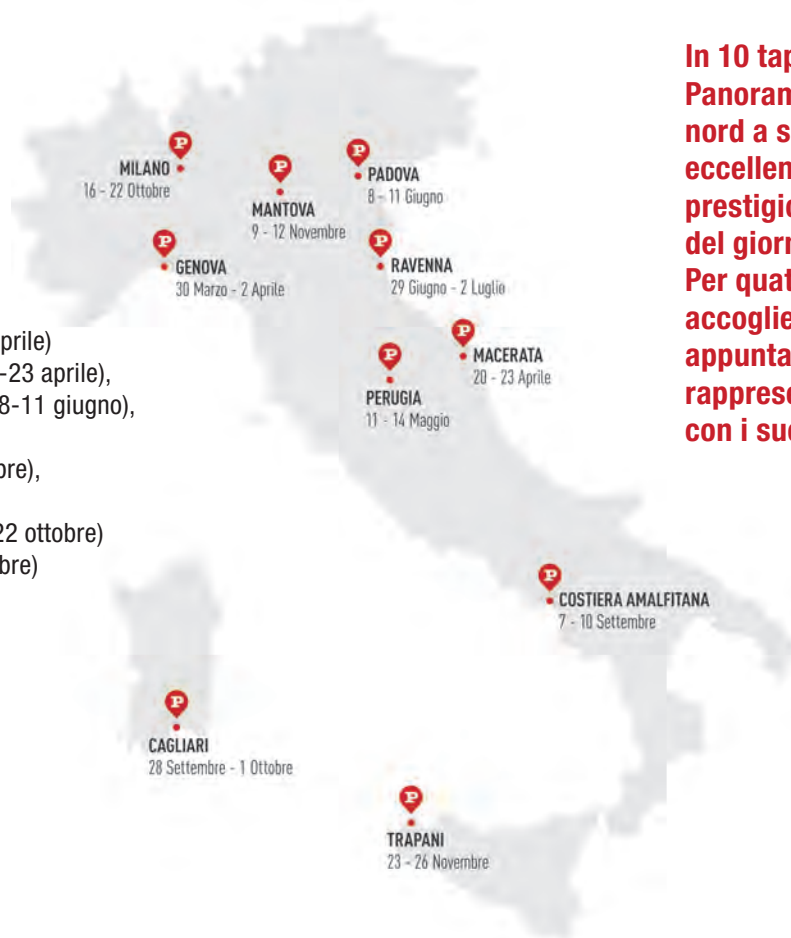 In 10 tap
Panoram
nord a s
eccellen
prestigio
del giorn
Per quat
accoglie
appunta
rappres
con i suo
P
MILANO
16 - 22 Ottobre
P
MANTOVA
9 - 12 Novembre
P
PADOVA
8 - 11 Giugno
P
GENOVA
30 Marzo - 2 Aprile
P
RAVENNA
29 Giugno - 2 Luglio
P
MACERATA
20 - 23 Aprile
P
PERUGIA
11 - 14 Maggio
prile)
-23 aprile),
8-11 giugno),
bre),
22 ottobre)
bre)
P
COSTIERA AMALFITANA
7 - 10 Settembre
P
CAGLIARI
28 Settembre - 1 Ottobre
P
TRAPANI
23 - 26 Novembre